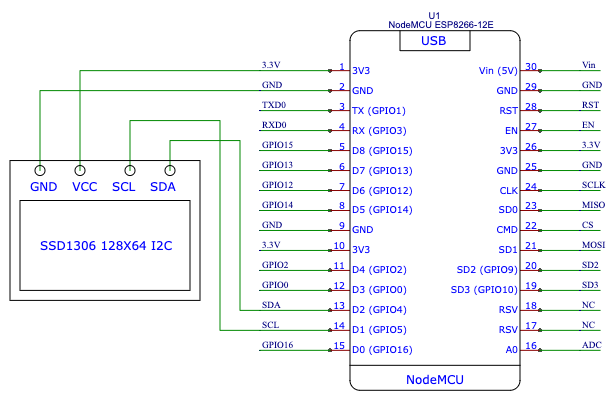 U1
NodeMCU ESP8266-12E
USB
3.3V 1 3V3 Vin (5V) 30 Vin
GND 2 GND GND 29 GND
TXD0 3 TX (GPIO1) RST 28 RST
RXD0 4 RX (GPIO3) EN 27 EN
GPIO15 5 D8 (GPIO15) 3V3 26 3.3V
GPIO13 6 D7 (GPIO13) GND 25 GND
GPIO12 7 D6 (GPIO12) CLK 24 SCLK
GPIO14 8 D5 (GPIO14) SD0 23 MISO
GND 9 GND CMD 22 CS
3.3V 10 3V3 SD1 21 MOSI
GPIO2 11 D4 (GPIO2) SD2 (GPIO9) 20 SD2
GPIO0 12 D3 (GPIO0) SD3 (GPIO10) 19 SD3
SDA 13 D2 (GPIO4) RSV 18 NC
SCL 14 D1 (GPIO5) RSV 17 NC
GPIO16 15 D0 (GPIO16) A0 16 ADC
NodeMCU
GND VCC SCL SDA
SSD1306 128X64 I2C